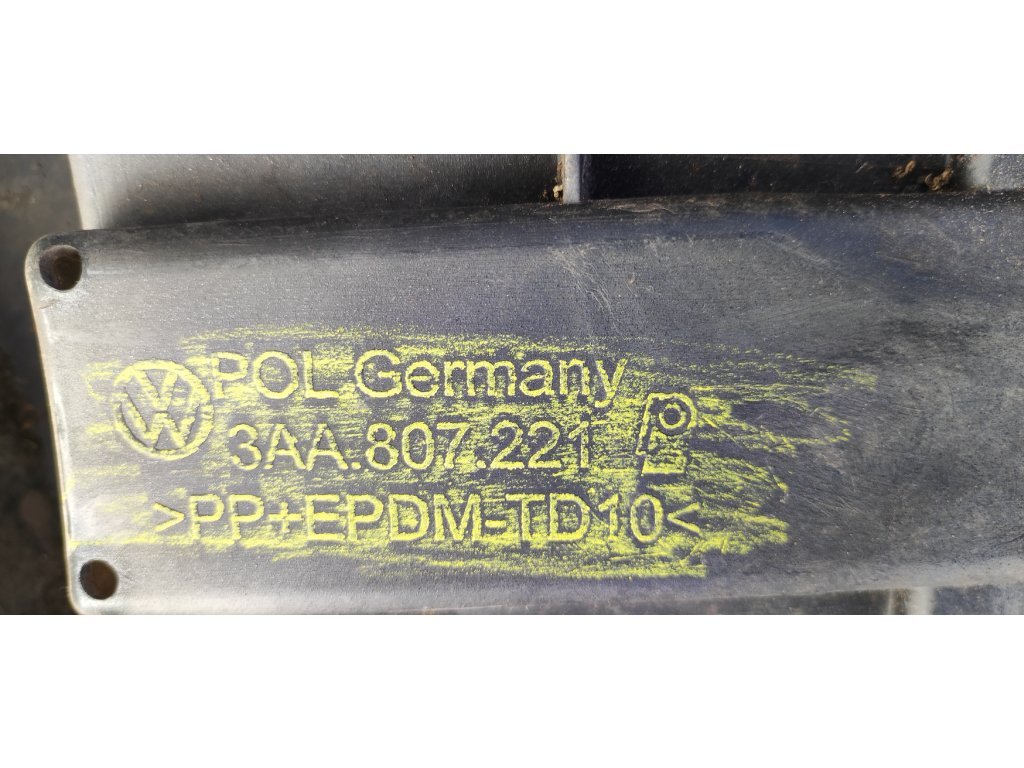 POL.Germany
3AA.807.221
>PP+EPDM-TD10<